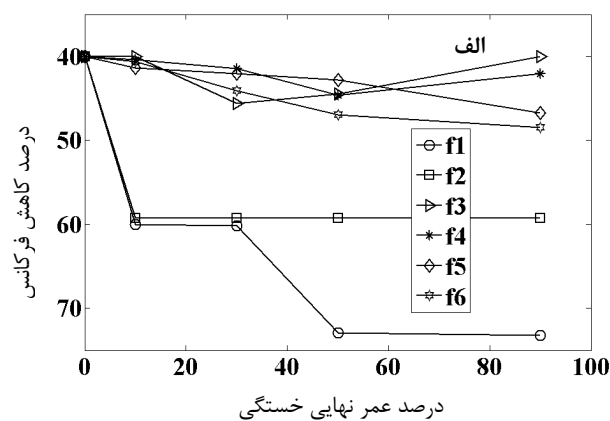 الف
40
50
60
70
درصد کاهش فرکانس
f1
f2
f3
f4
f5
f6
0 20 40 60 80 100
درصد عمر نهایی خستگی